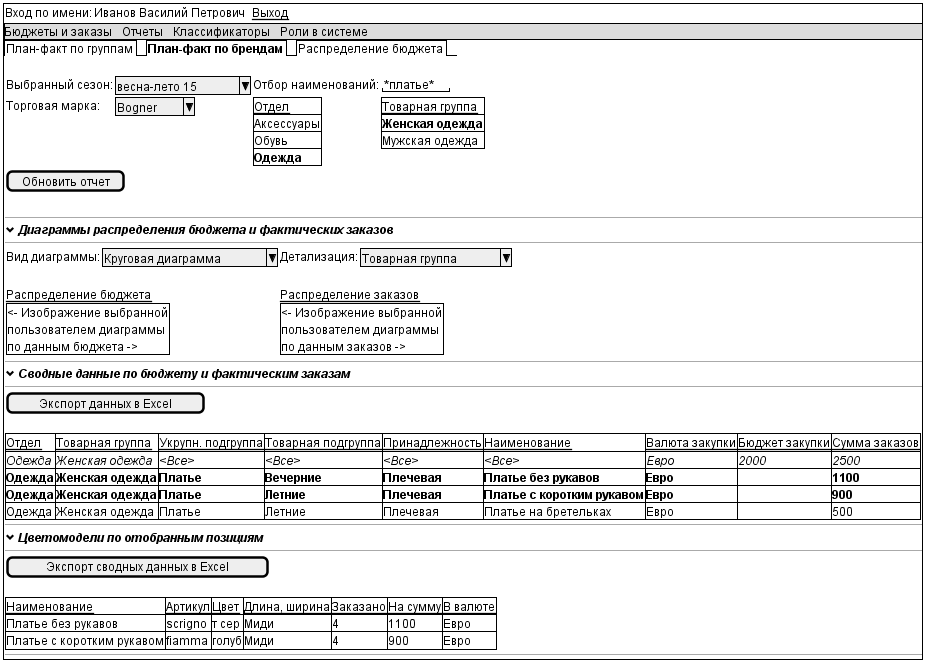 Вход по имени: Иванов Василий Петрович Выход
Бюджеты и заказы Отчеты Классификаторы Роли в системе
План-факт по группам План-факт по брендам Распределение бюджета
Выбранный сезон: весна-лето 15 ▼ Отбор наименований: *платье*
Торговая марка: Bogner ▼ Отдел Товарная группа
Аксессуары Женская одежда
Обувь Мужская одежда
Одежда
Обновить отчет
Диаграммы распределения бюджета и фактических заказов
Вид диаграммы: Круговая диаграмма ▼ Детализация: Товарная группа ▼
Распределение бюджета Распределение заказов
<- Изображение выбранной <- Изображение выбранной
пользователем диаграммы пользователем диаграммы
по данным бюджета -> по данным заказов ->
Сводные данные по бюджету и фактическим заказам
Экспорт данных в Excel
Отдел Товарная группа Укрупн. подгруппа Товарная подгруппа Принадлежность Наименование Валюта закупки Бюджет закупки Сумма заказов
Одежда Женская одежда <Все> <Все> <Все> <Все> Евро 2000 2500
Одежда Женская одежда Платье Вечерние Плечевая Платье без рукавов Евро 1100
Одежда Женская одежда Платье Летние Плечевая Платье с коротким рукавом Евро 900
Одежда Женская одежда Платье Летние Плечевая Платье на бретельках Евро 500
Цветомодели по отобранным позициям
Экспорт сводных данных в Excel
Наименование Артикул Цвет Длина, ширина Заказано На сумму В валюте
Платье без рукавов scrigno т сер Миди 4 1100 Евро
Платье с коротким рукавом fiamma голуб Миди 4 900 Евро